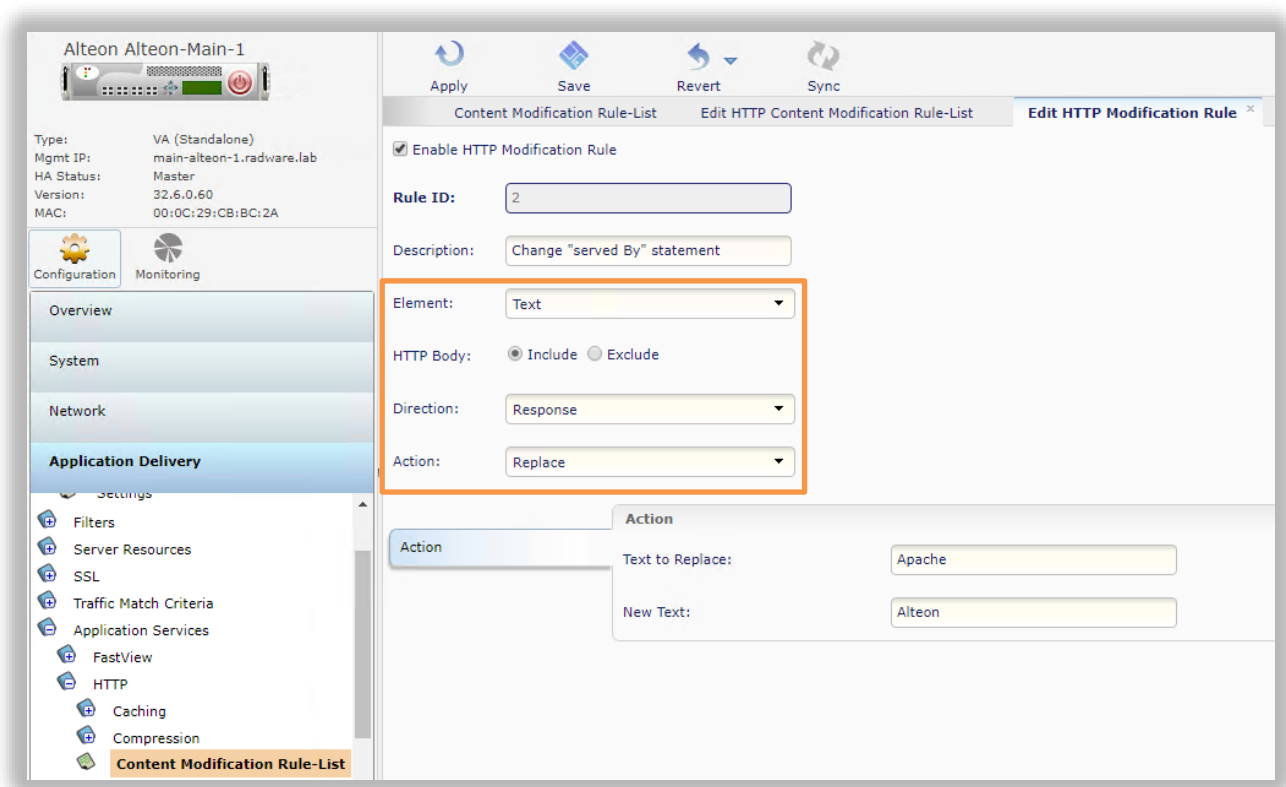 Alteon Alteon-Main-1
Type: VA (Standalone)
Mgmt IP: main-alteon-1.radware.lab
HA Status: Master
Version: 32.6.0.60
MAC: 00:0C:29:CB:BC:2A
Configuration Monitoring
Overview
System
Network
Application Delivery
Settings
Filters
Server Resources
SSL
Traffic Match Criteria
Application Services
FastView
HTTP
Caching
Compression
Content Modification Rule-List
Apply Save Revert Sync
Content Modification Rule-List Edit HTTP Content Modification Rule-List Edit HTTP Modification Rule ×
Enable HTTP Modification Rule
Rule ID: 2
Description: Change "served By" statement
Element: Text
HTTP Body: Include Exclude
Direction: Response
Action: Replace
Action
Action
Text to Replace: Apache
New Text: Alteon